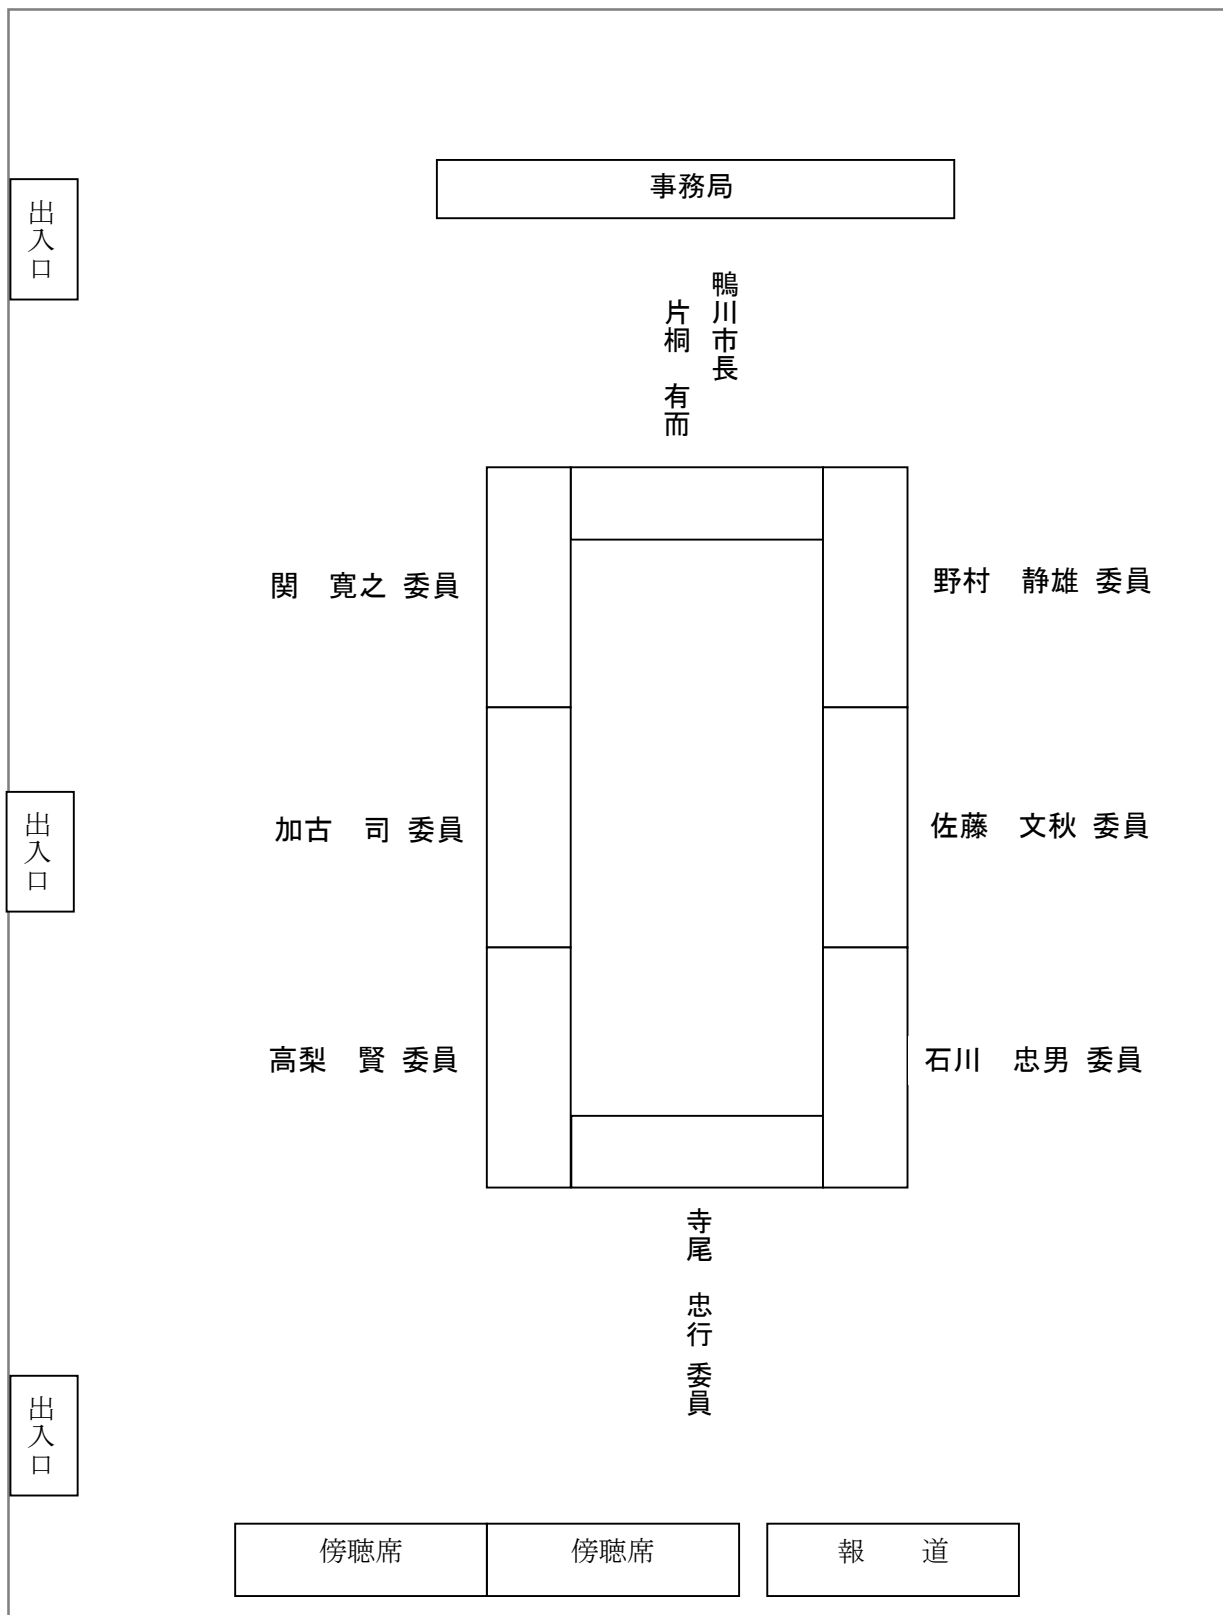 事務局
出入口
鴨川市長
片桐　有而
関　寛之 委員
野村　静雄 委員
加古　司 委員
佐藤　文秋 委員
出入口
高梨　賢 委員
石川　忠男 委員
寺尾　忠行 委員
出入口
傍聴席
傍聴席
報　　道